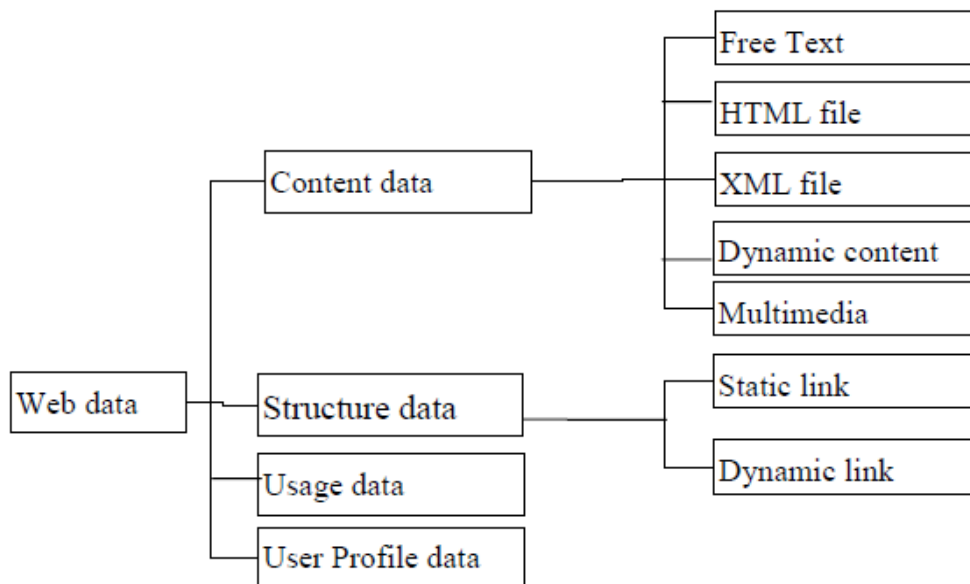 Free Text
HTML file
Content data
XML file
Dynamic content
Multimedia
Web data
Structure data
Static link
Usage data
Dynamic link
User Profile data